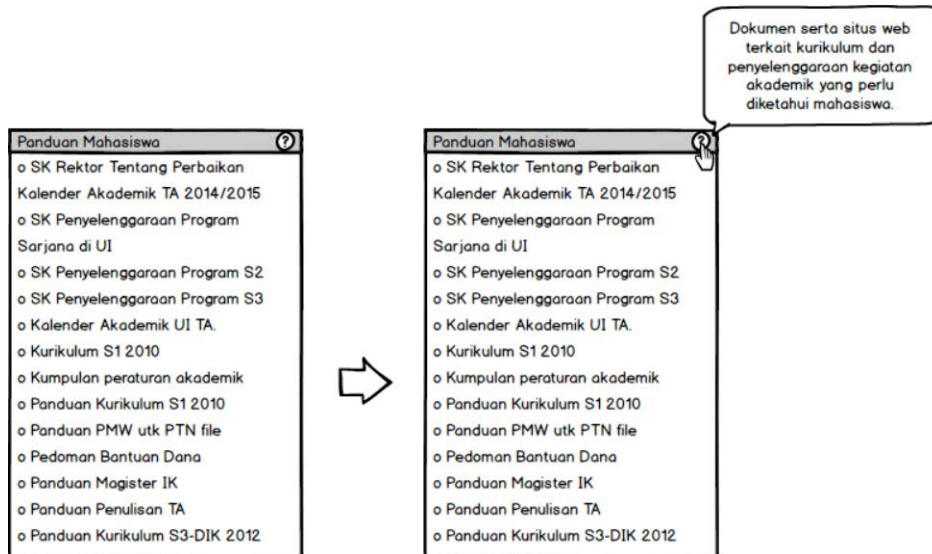 Dokumen serta situs web
terkait kurikulum dan
penyelenggaraan kegiatan
akademik yang perlu
diketahui mahasiswa.
Panduan Mahasiswa ?
o SK Rektor Tentang Perbaikan
Kalender Akademik TA 2014/2015
o SK Penyelenggaraan Program
Sarjana di UI
o SK Penyelenggaraan Program S2
o SK Penyelenggaraan Program S3
o Kalender Akademik UI TA.
o Kurikulum S1 2010
o Kumpulan peraturan akademik
o Panduan Kurikulum S1 2010
o Panduan PMW utk PTN file
o Pedoman Bantuan Dana
o Panduan Magister IK
o Panduan Penulisan TA
o Panduan Kurikulum S3-DIK 2012
Panduan Mahasiswa ?
o SK Rektor Tentang Perbaikan
Kalender Akademik TA 2014/2015
o SK Penyelenggaraan Program
Sarjana di UI
o SK Penyelenggaraan Program S2
o SK Penyelenggaraan Program S3
o Kalender Akademik UI TA.
o Kurikulum S1 2010
o Kumpulan peraturan akademik
o Panduan Kurikulum S1 2010
o Panduan PMW utk PTN file
o Pedoman Bantuan Dana
o Panduan Magister IK
o Panduan Penulisan TA
o Panduan Kurikulum S3-DIK 2012